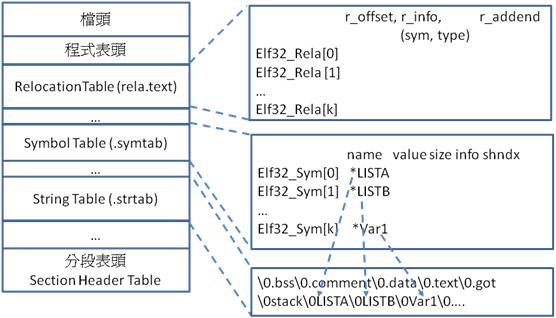 檔頭
程式表頭
RelocationTable (rela.text)
...
Symbol Table (.symtab)
...
String Table (.strtab)
...
分段表頭
Section Header Table
r_offset, r_info, r_addend
(sym, type)
Elf32_Rela[0]
Elf32_Rela [1]
...
Elf32_Rela[k]
name value size info shndx
Elf32_Sym[0] *LISTA
Elf32_Sym[1] *LISTB
...
Elf32_Sym[k] *Var1
\0.bss\0.comment\0.data\0.text\0.got
\0stack\0LISTA\0LISTB\0Var1\0....